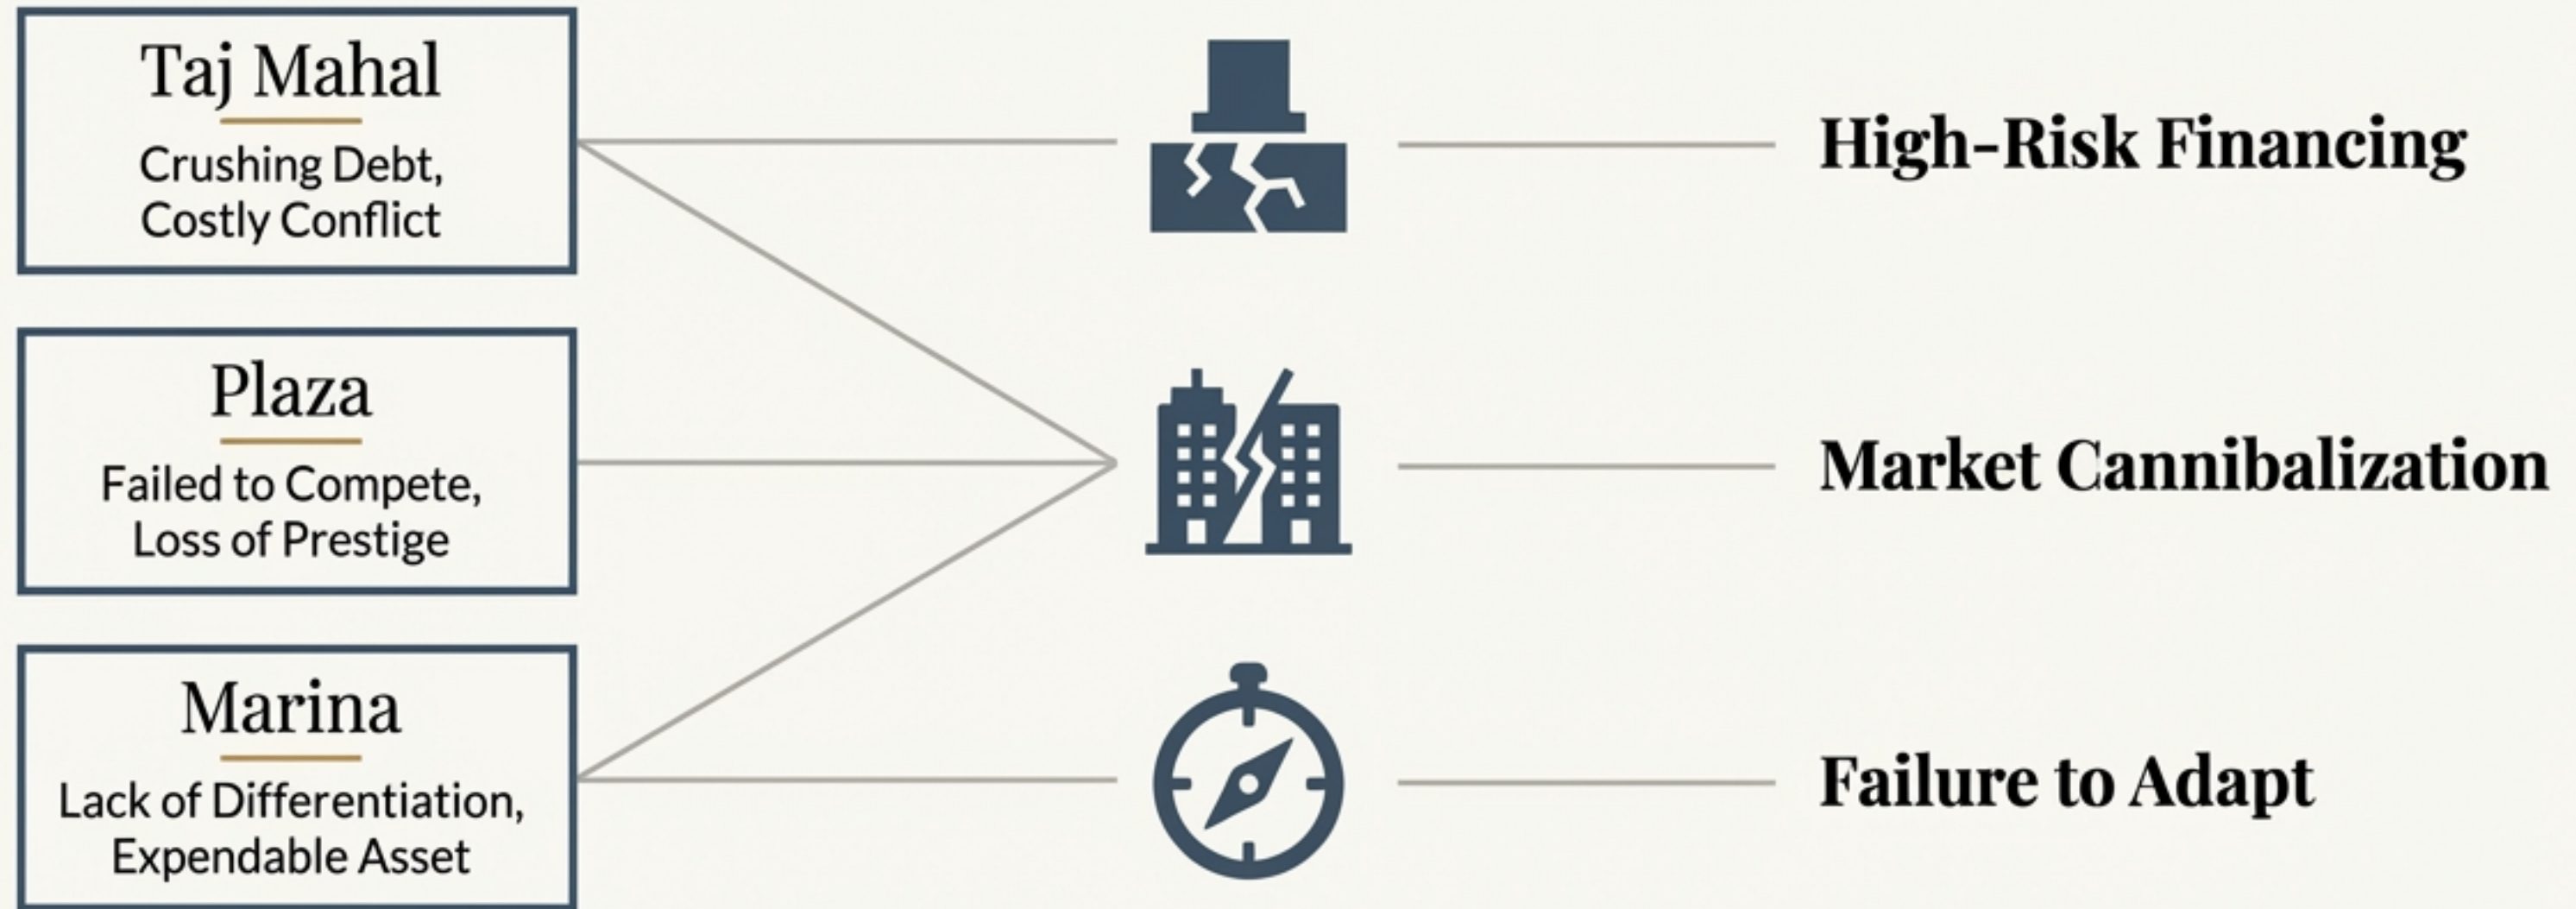 Taj Mahal
Crushing Debt,
Costly Conflict
High-Risk Financing
Plaza
Failed to Compete,
Loss of Prestige
Market Cannibalization
Marina
Lack of Differentiation,
Expendable Asset
Failure to Adapt